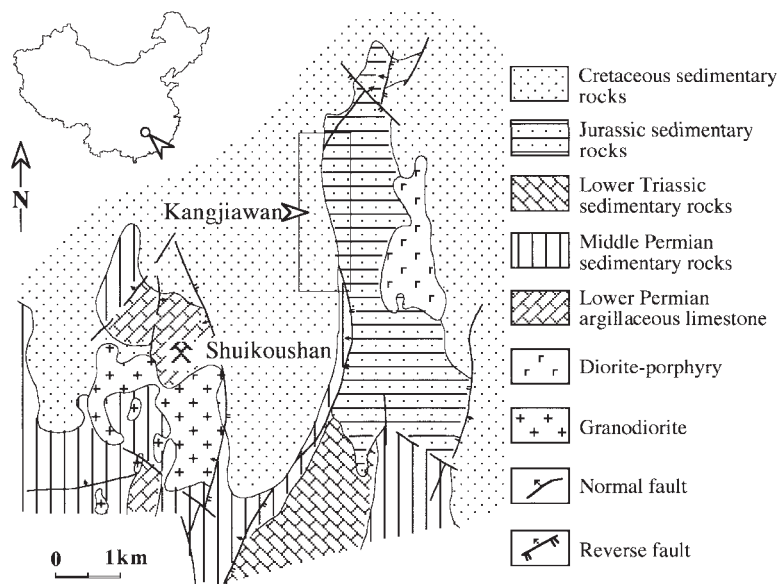 N
Kangjiawan
Shuikoushan
0 1km
Cretaceous sedimentary
rocks
Jurassic sedimentary
rocks
Lower Triassic
sedimentary rocks
Middle Permian
sedimentary rocks
Lower Permian
argillaceous limestone
Diorite-porphyry
Granodiorite
Normal fault
Reverse fault